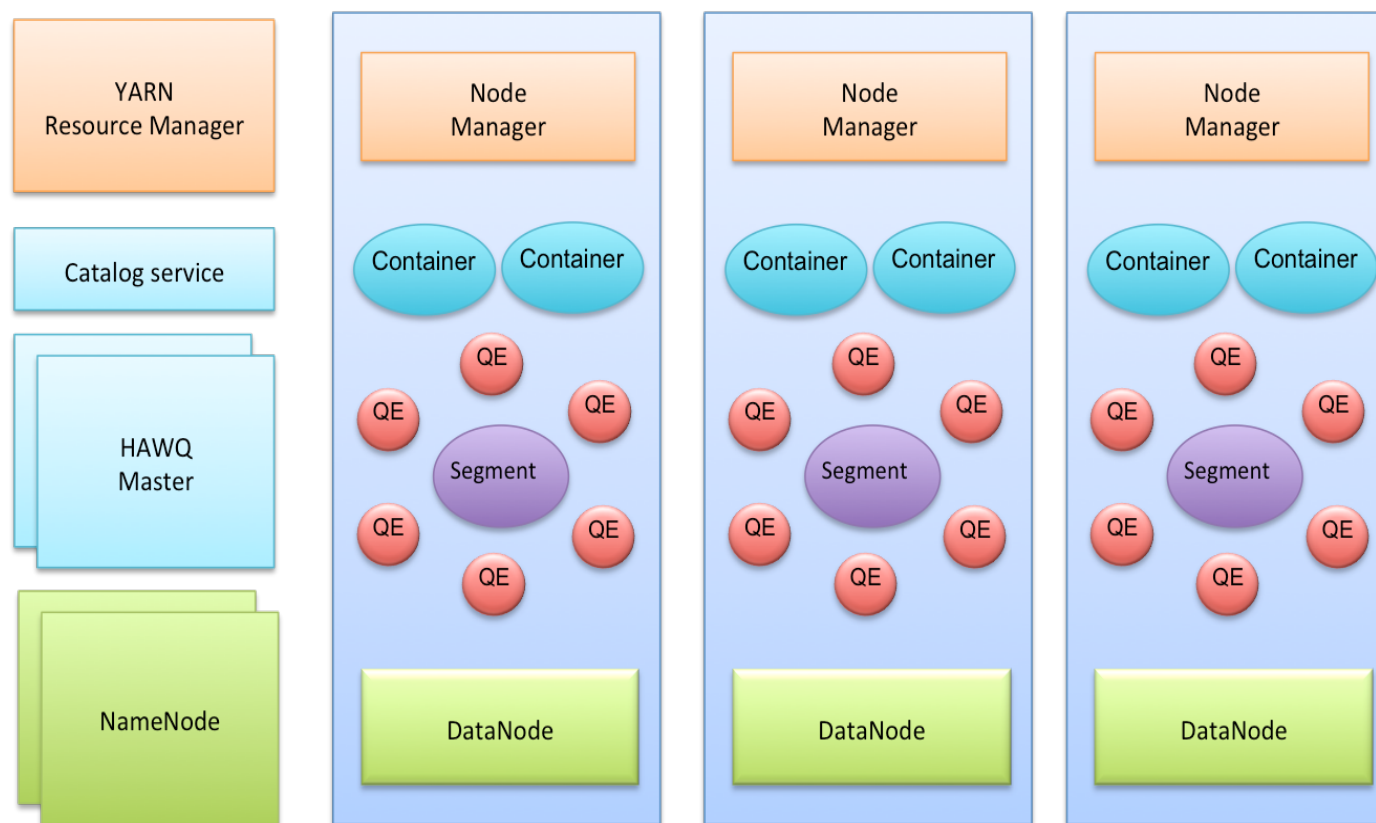 YARN
Resource Manager
Catalog service
HAWQ
Master
NameNode
Node
Manager
Container
Container
QE
QE
QE
Segment
QE
QE
QE
DataNode
Node
Manager
Container
Container
QE
QE
QE
Segment
QE
QE
QE
DataNode
Node
Manager
Container
Container
QE
QE
QE
Segment
QE
QE
QE
DataNode